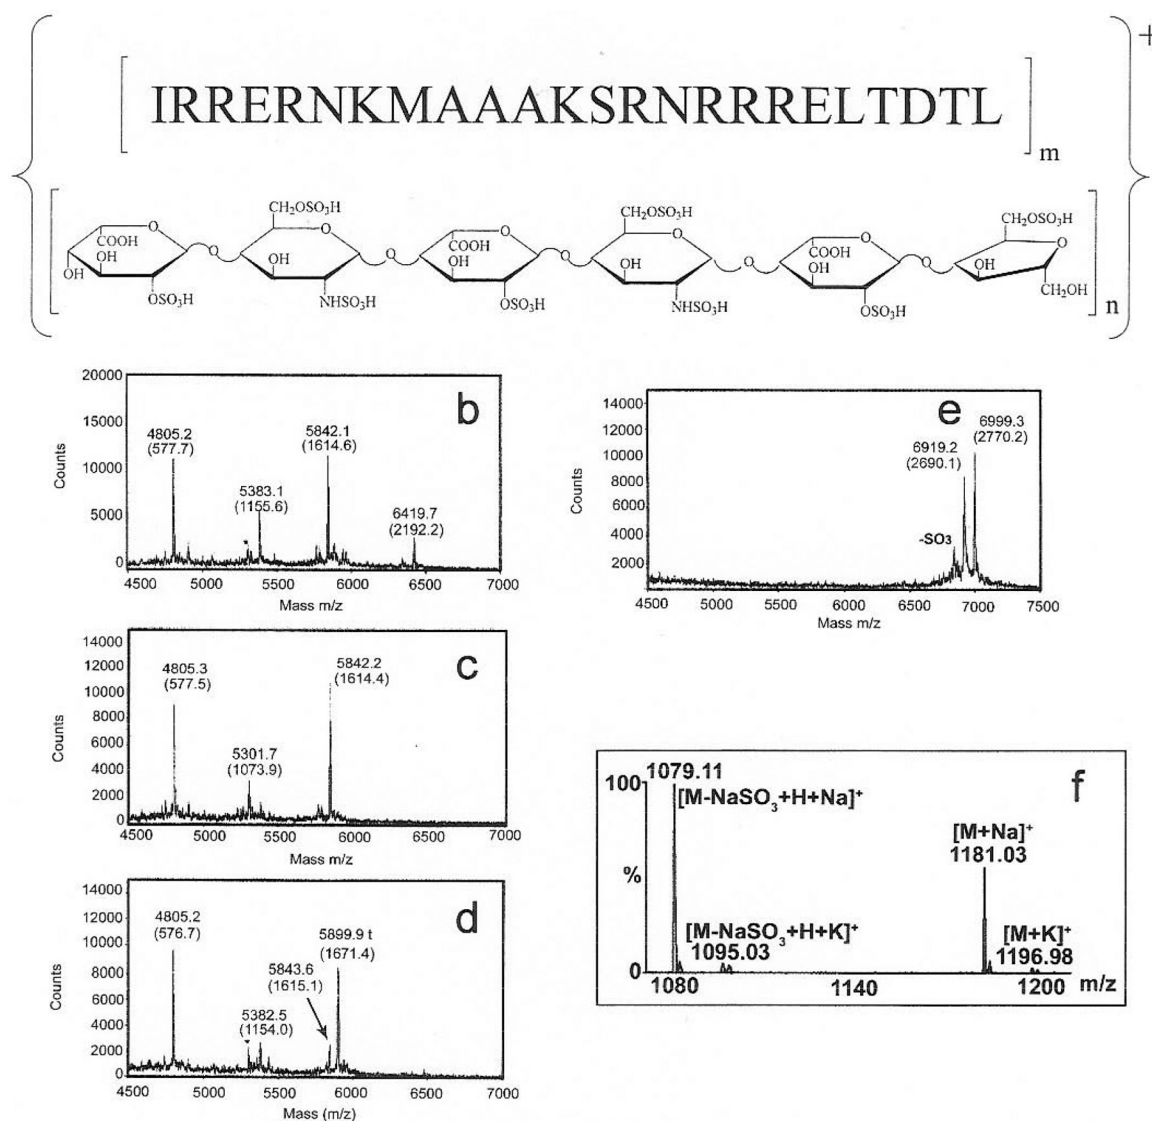 +
IRRERNKMAAAKSRNRRRELTDTL
m
CH₂OSO₃H CH₂OSO₃H CH₂OSO₃H
O O O O O O
COOH COOH COOH
OH OH OH OH OH OH OH
O O O O O
CH₂OH
OSO₃H NHSO₃H OSO₃H NHSO₃H OSO₃H
n
b
20000
15000
10000
5000
0
Counts
4805.2
(577.7)
5383.1
(1155.6)
*
5842.1
(1614.6)
6419.7
(2192.2)
4500 5000 5500 6000 6500 7000
Mass m/z
e
14000
12000
10000
8000
6000
4000
2000
Counts
6919.2
(2690.1)
6999.3
(2770.2)
-SO₃
4500 5000 5500 6000 6500 7000 7500
Mass m/z
c
14000
12000
10000
8000
6000
4000
2000
0
Counts
4805.3
(577.5)
5301.7
(1073.9)
5842.2
(1614.4)
4500 5000 5500 6000 6500 7000
Mass m/z
d
14000
12000
10000
8000
6000
4000
2000
0
Counts
4805.2
(576.7)
5382.5
(1154.0)
5843.6
(1615.1)
5899.9 t
(1671.4)
4500 5000 5500 6000 6500 7000
Mass (m/z)
f
100
%
0
1079.11
[M-NaSO₃+H+Na]⁺
[M-NaSO₃+H+K]⁺
1095.03
[M+Na]⁺
1181.03
[M+K]⁺
1196.98
1080 1140 1200 m/z